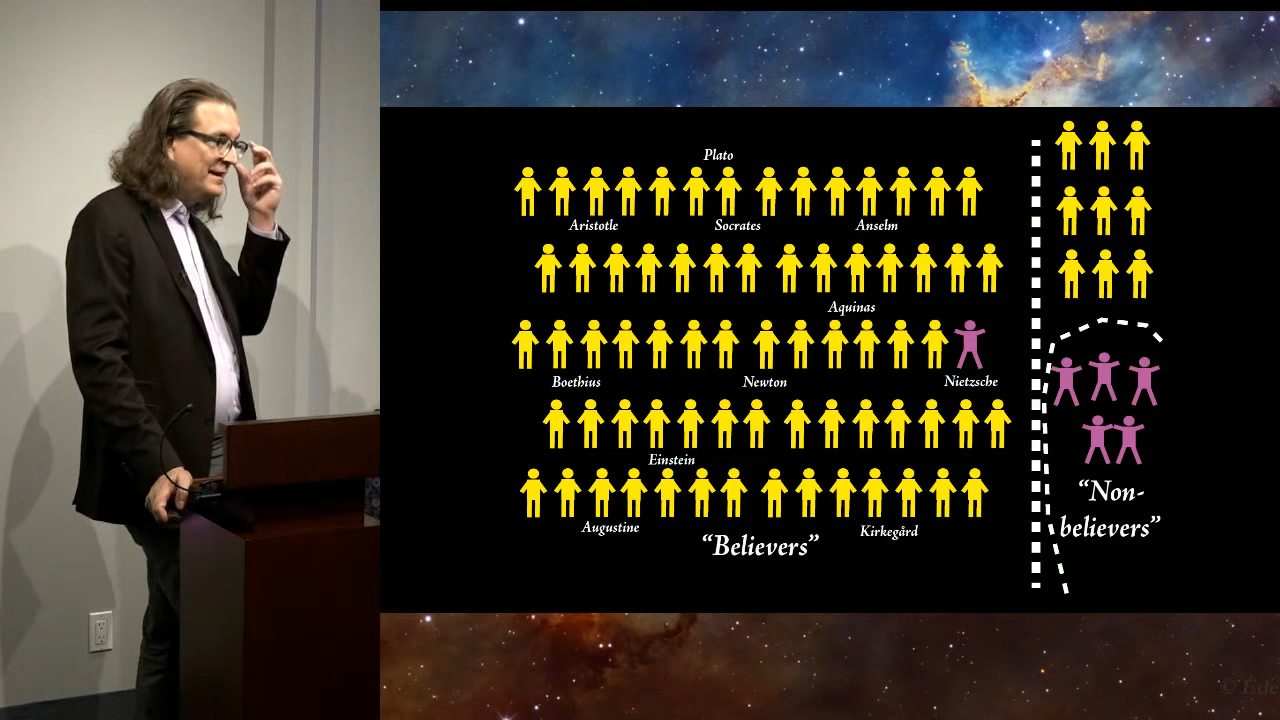 Plato
Aristotle Socrates Anselm
Aquinas
Boethius Newton Nietzsche
Einstein
Augustine Kirkegård
“Believers”
“Non-
believers”